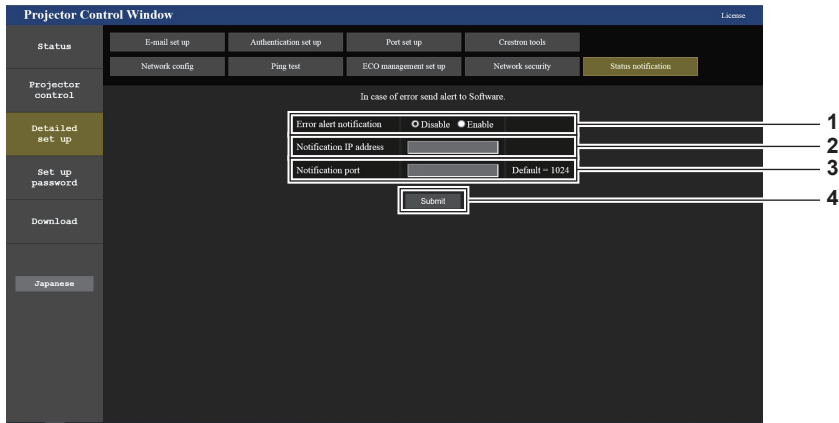 Projector Control Window License
Status
E-mail set up Authentication set up Port set up Crestron tools
Network config Ping test ECO management set up Network security Status notification
Projector
control
In case of error send alert to Software.
Detailed
set up
Error alert notification Disable Enable 1
Notification IP address 2
Notification port Default = 1024 3
Set up
password
Submit 4
Download
Japanese